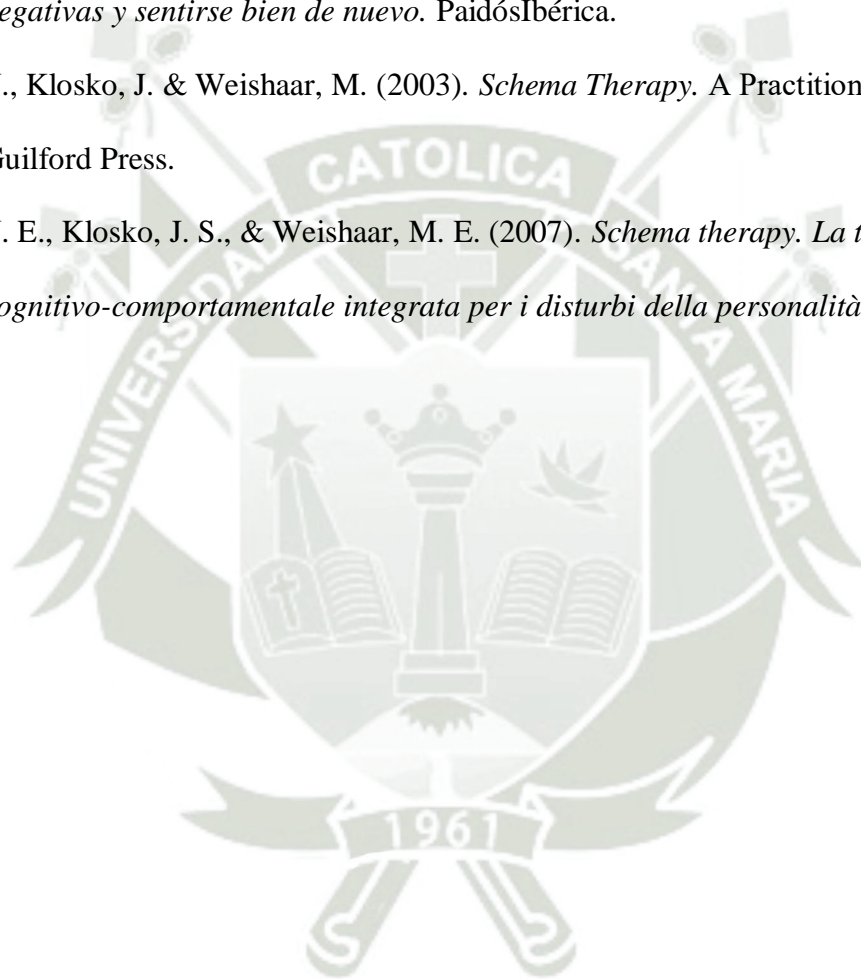 egativas y sentirse bien de nuevo. PaidósIbérica.
., Klosko, J. & Weishaar, M. (2003). Schema Therapy. A Practition
Guilford Press.
. E., Klosko, J. S., & Weishaar, M. E. (2007). Schema therapy. La t
ognitivo-comportamentale integrata per i disturbi della personalità
CATOLICA
UNIVERSIDAD
SANTA MARIA
1961